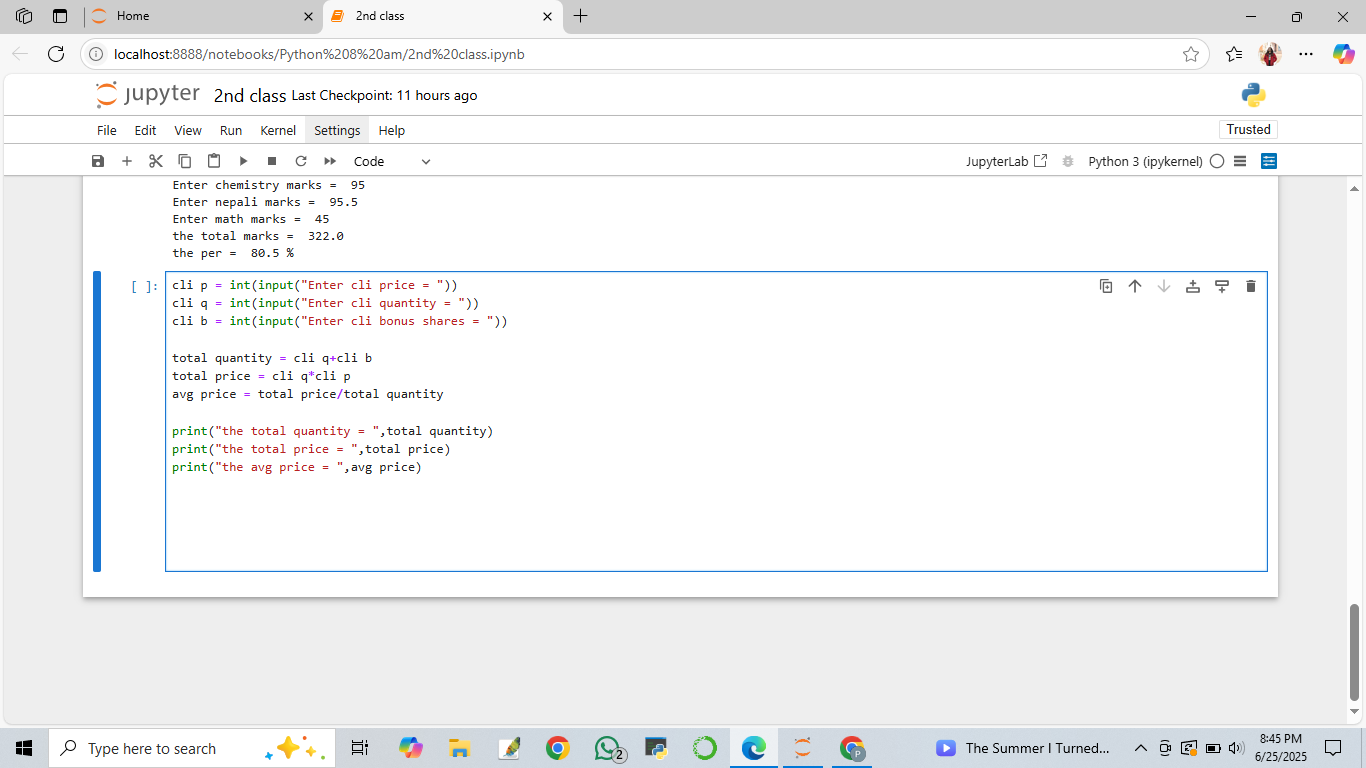 Home
2nd class
localhost:8888/notebooks/Python%208%20am/2nd%20class.ipynb
jupyter 2nd class Last Checkpoint: 11 hours ago
File Edit View Run Kernel Settings Help Trusted
Code JupyterLab Python 3 (ipykernel)
Enter chemistry marks =  95
Enter nepali marks =  95.5
Enter math marks =  45
the total marks =  322.0
the per =  80.5 %
[ ]: cli p = int(input("Enter cli price = "))
cli q = int(input("Enter cli quantity = "))
cli b = int(input("Enter cli bonus shares = "))
total quantity = cli q+cli b
total price = cli q*cli p
avg price = total price/total quantity
print("the total quantity = ",total quantity)
print("the total price = ",total price)
print("the avg price = ",avg price)
Type here to search 2 P The Summer I Turned... 8:45 PM
6/25/2025